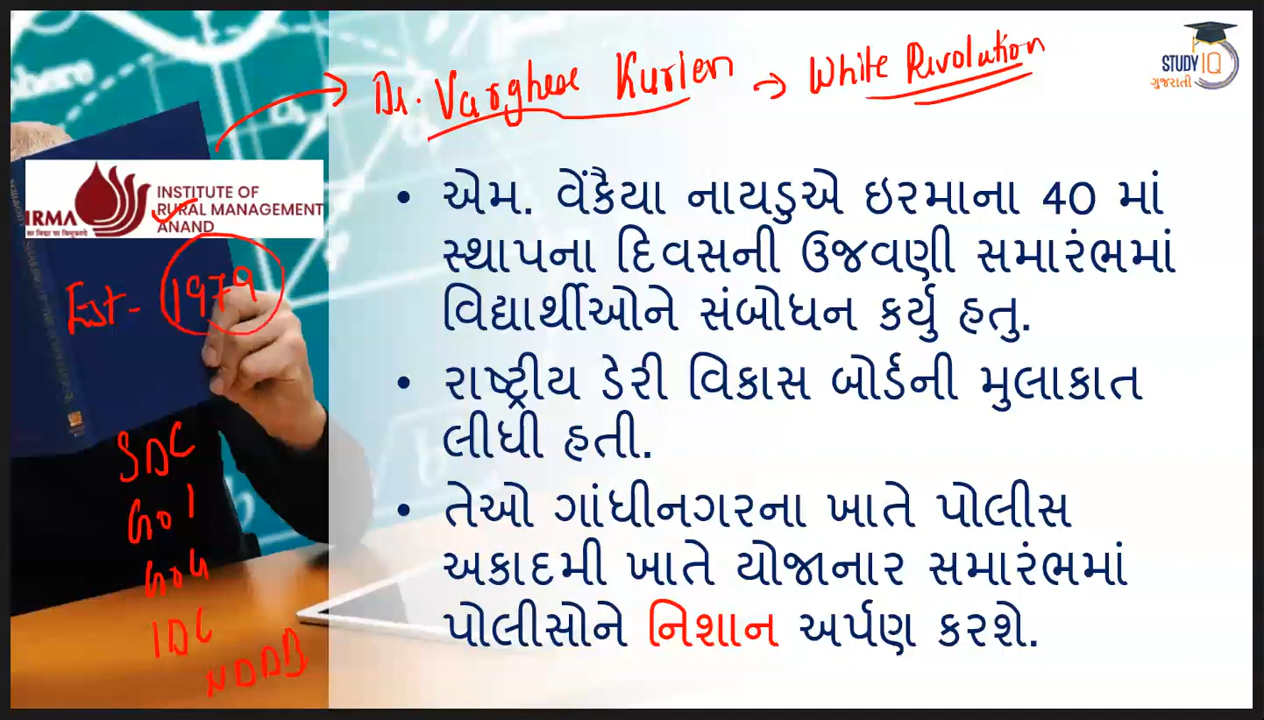 Dr. Varghese Kurien → White Revolution
STUDY IQ
ગુજરાતી
IRMA
INSTITUTE OF
RURAL MANAGEMENT
ANAND
Est- 1979
SDC
GoI
GoG
IDC
NDDB
• એમ. વેંકૈયા નાયડુએ ઇરમાના 40 માં
સ્થાપના દિવસની ઉજવણી સમારંભમાં
વિદ્યાર્થીઓને સંબોધન કર્યુ હતુ.
• રાષ્ટ્રીય ડેરી વિકાસ બોર્ડની મુલાકાત
લીધી હતી.
• તેઓ ગાંધીનગરના ખાતે પોલીસ
અકાદમી ખાતે યોજાનાર સમારંભમાં
પોલીસોને નિશાન અર્પણ કરશે.